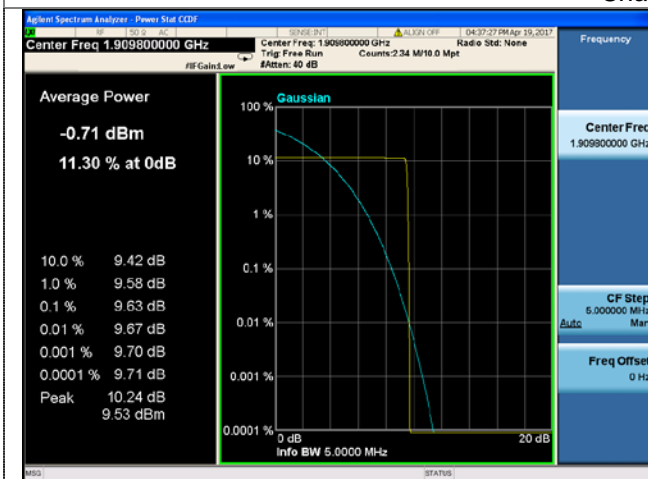 Agilent Spectrum Analyzer - Power Stat CCDF
RF 50 Ω AC SENSE:INT ALIGN OFF 04:37:27 PM Apr 19, 2017
Center Freq 1.909800000 GHz
Center Freq: 1.909800000 GHz Radio Std: None
Trig: Free Run Counts:2.34 M/10.0 Mpt
#IFGain:Low #Atten: 40 dB
Frequency
Average Power
-0.71 dBm
11.30 % at 0dB
10.0 % 9.42 dB
1.0 % 9.58 dB
0.1 % 9.63 dB
0.01 % 9.67 dB
0.001 % 9.70 dB
0.0001 % 9.71 dB
Peak 10.24 dB
9.53 dBm
Gaussian
100 %
10 %
1 %
0.1 %
0.01 %
0.001 %
0.0001 %
0 dB 20 dB
Info BW 5.0000 MHz
Center Freq
1.909800000 GHz
CF Step
5.000000 MHz
Auto Man
Freq Offset
0 Hz
MSG STATUS